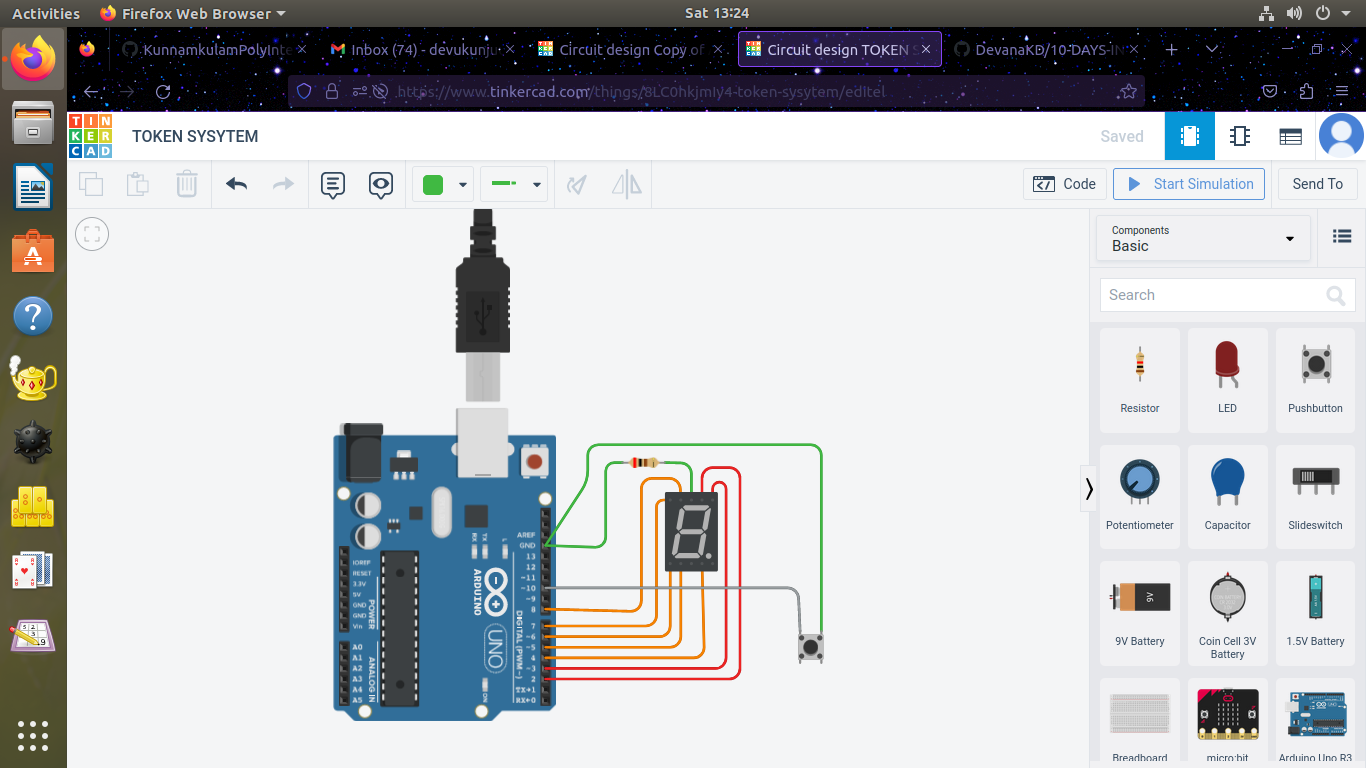 Activities
Firefox Web Browser
Sat 13:24
KunnamkulamPolyInte
Inbox (74) - devukunju
Circuit design Copy of
Circuit design TOKEN S
DevanaKD/10-DAYS-IN
https://www.tinkercad.com/things/8LC0hkjmIy4-token-sysytem/editel
TIN
KER
CAD
TOKEN SYSYTEM
Saved
Code
Start Simulation
Send To
Components
Basic
Search
Resistor
LED
Pushbutton
Potentiometer
Capacitor
Slideswitch
9V
9V Battery
Coin Cell 3V
Battery
1.5V Battery
Breadboard
micro:bit
Arduino Uno R3
AREF
GND
13
12
~11
~10
~9
8
7
~6
~5
4
~3
2
TX→1
RX←0
DIGITAL (PWM~)
RX
TX
L
ARDUINO
UNO
ON
IOREF
RESET
3.3V
5V
GND
GND
Vin
POWER
A0
A1
A2
A3
A4
A5
ANALOG IN